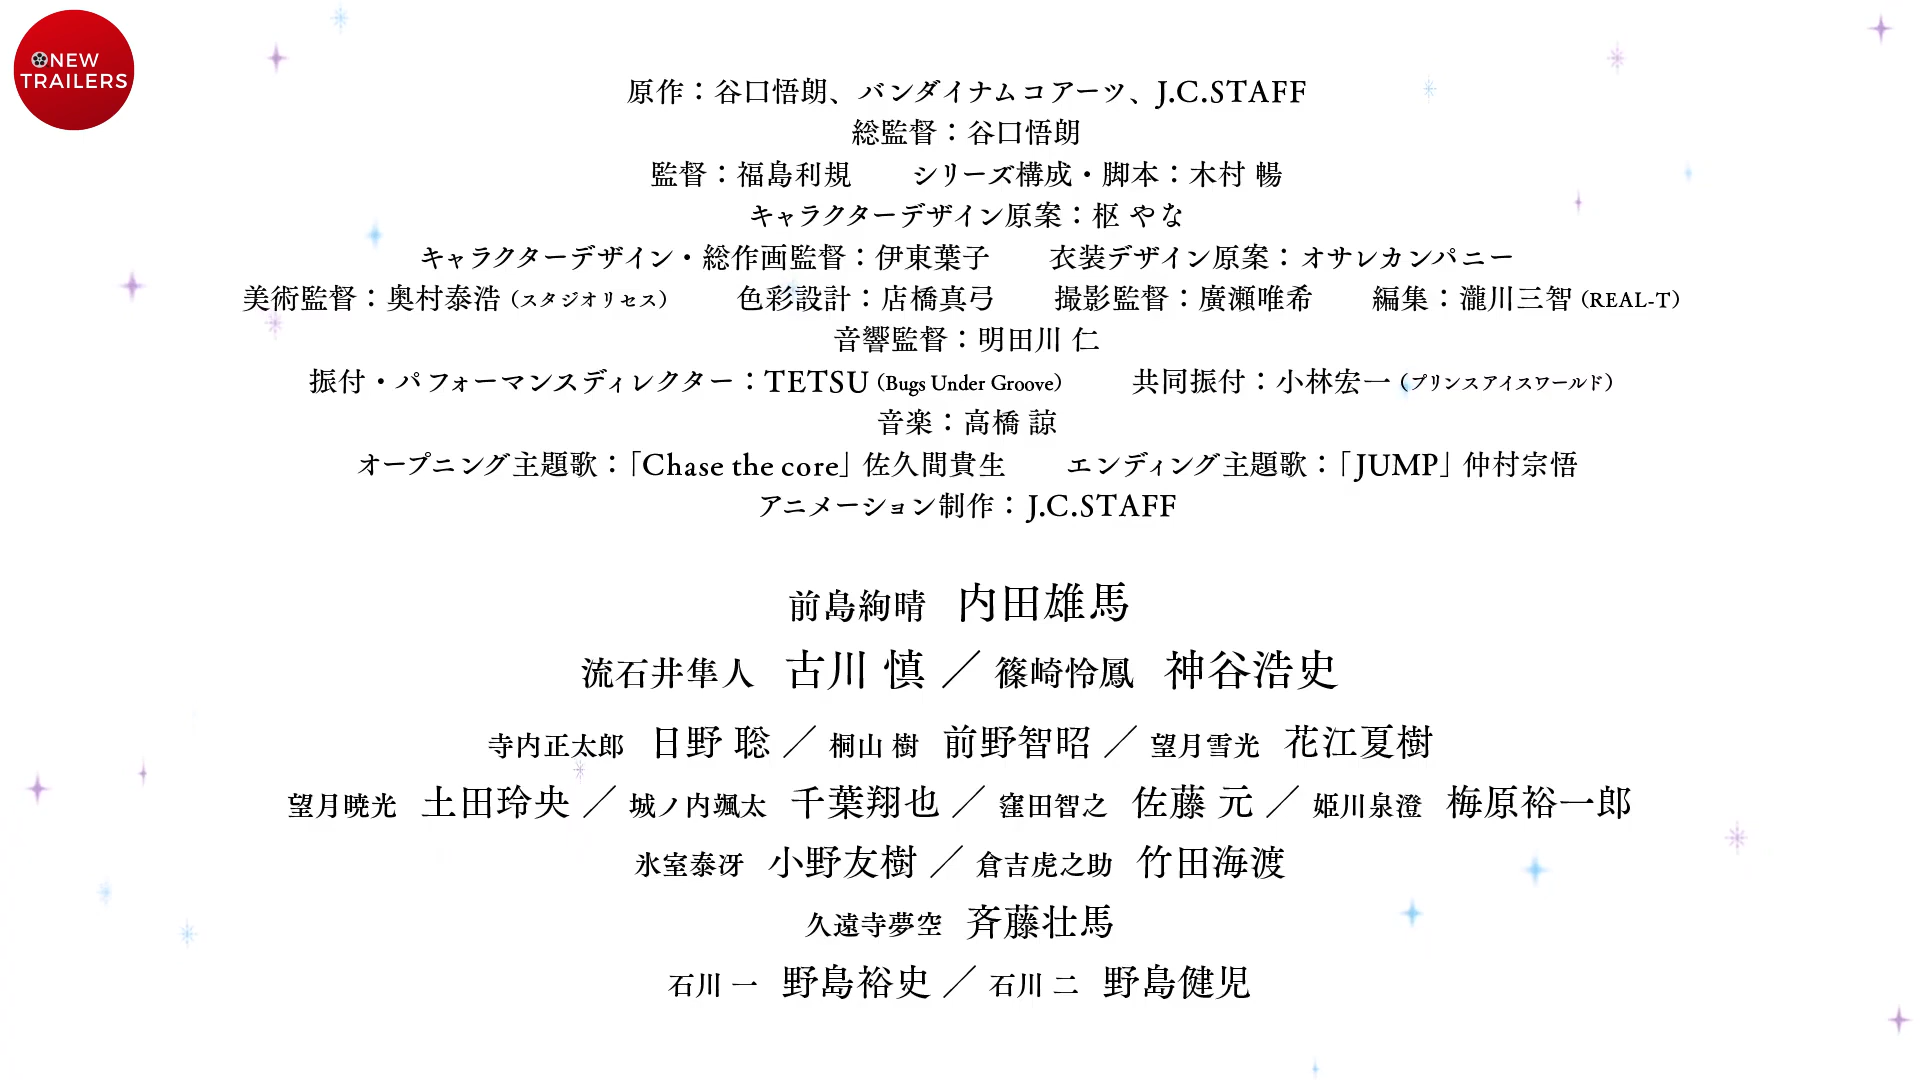 NEW
TRAILERS
原作：谷口悟朗、バンダイナムコアーツ、J.C.STAFF
総監督：谷口悟朗
監督：福島利規　　シリーズ構成・脚本：木村 暢
キャラクターデザイン原案：枢 やな
キャラクターデザイン・総作画監督：伊東葉子　　衣装デザイン原案：オサレカンパニー
美術監督：奥村泰浩（スタジオリセス）　　色彩設計：店橋真弓　　撮影監督：廣瀬唯希　　編集：瀧川三智（REAL-T）
音響監督：明田川 仁
振付・パフォーマンスディレクター：TETSU（Bugs Under Groove）　　共同振付：小林宏一（プリンスアイスワールド）
音楽：高橋 諒
オープニング主題歌：「Chase the core」佐久間貴生　　エンディング主題歌：「JUMP」仲村宗悟
アニメーション制作：J.C.STAFF
前島絢晴　内田雄馬
流石井隼人　古川 慎／篠崎怜鳳　神谷浩史
寺内正太郎　日野 聡／桐山 樹　前野智昭／望月雪光　花江夏樹
望月暁光　土田玲央／城ノ内颯太　千葉翔也／窪田智之　佐藤 元／姫川泉澄　梅原裕一郎
氷室泰冴　小野友樹／倉吉虎之助　竹田海渡
久遠寺夢空　斉藤壮馬
石川 一　野島裕史／石川 二　野島健児